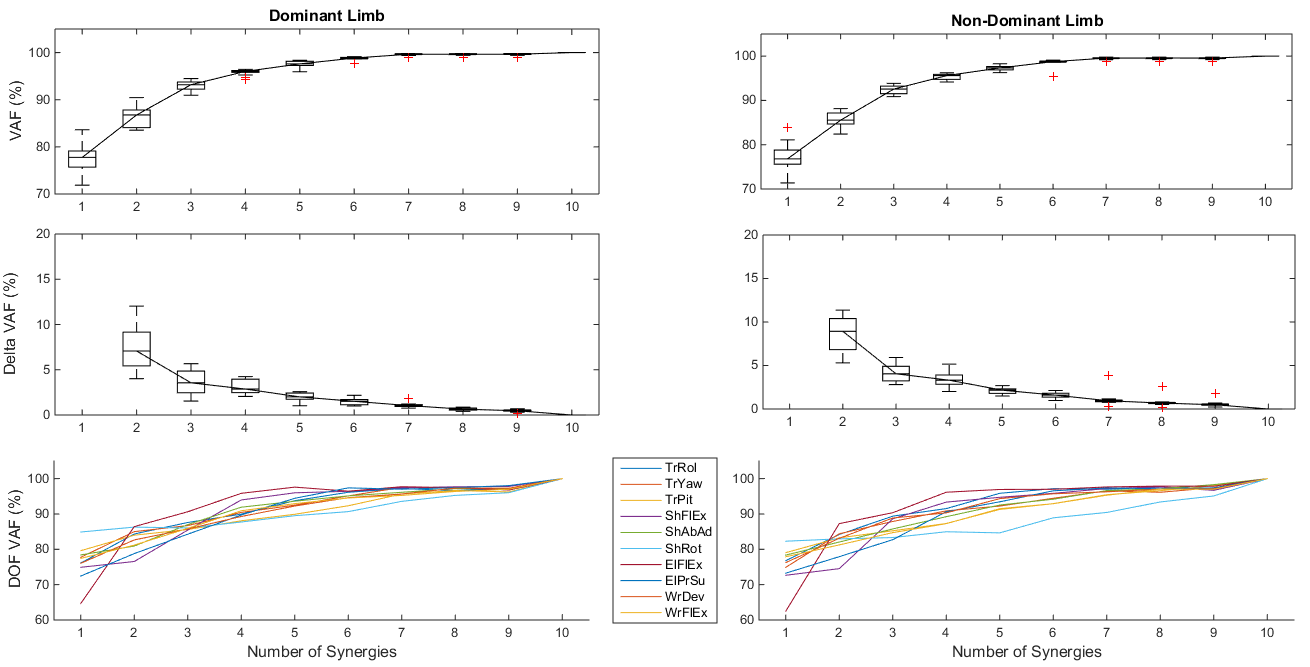 Dominant Limb
VAF (%)
100
90
80
70
1 2 3 4 5 6 7 8 9 10
Non-Dominant Limb
100
90
80
70
1 2 3 4 5 6 7 8 9 10
Delta VAF (%)
20
15
10
5
0
1 2 3 4 5 6 7 8 9 10
20
15
10
5
0
1 2 3 4 5 6 7 8 9 10
DOF VAF (%)
100
90
80
70
60
1 2 3 4 5 6 7 8 9 10
Number of Synergies
TrRol
TrYaw
TrPit
ShFlEx
ShAbAd
ShRot
ElFlEx
ElPrSu
WrDev
WrFlEx
100
90
80
70
60
1 2 3 4 5 6 7 8 9 10
Number of Synergies